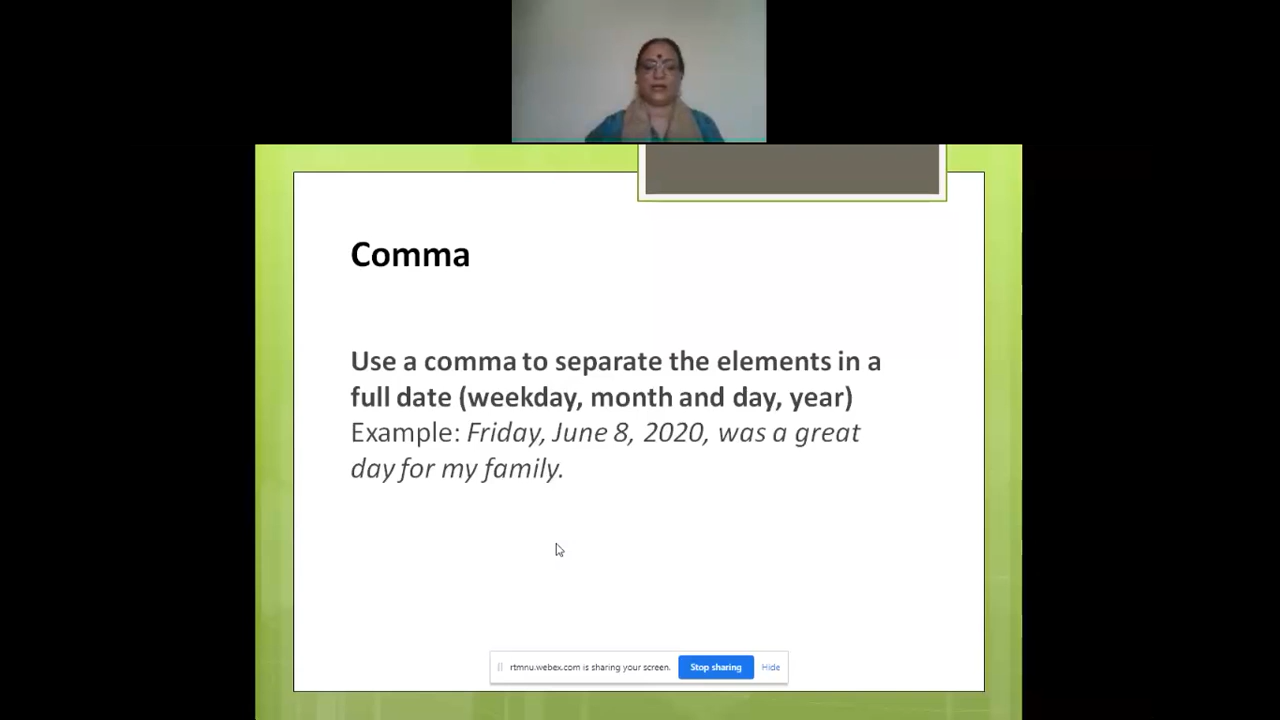 Comma
Use a comma to separate the elements in a
full date (weekday, month and day, year)
Example: Friday, June 8, 2020, was a great
day for my family.
rtmnu.webex.com is sharing your screen.
Stop sharing
Hide